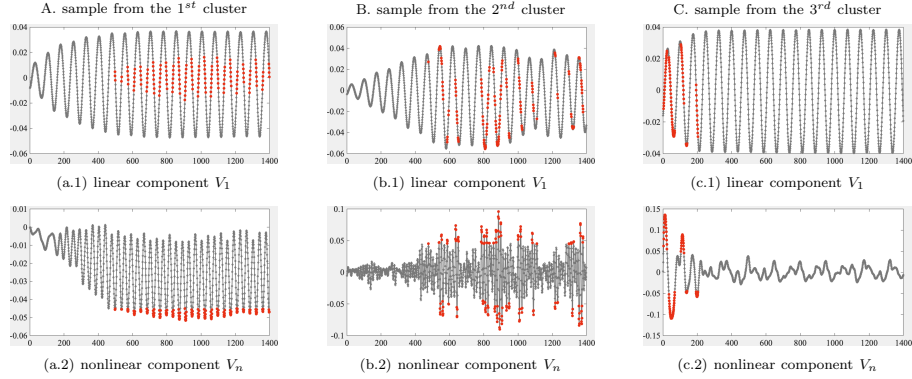 A. sample from the 1st cluster
B. sample from the 2nd cluster
C. sample from the 3rd cluster
0.04
0.02
0
-0.02
-0.04
-0.06
0 200 400 600 800 1000 1200 1400
0.06
0.04
0.02
0
-0.02
-0.04
-0.06
0 200 400 600 800 1000 1200 1400
0.04
0.02
0
-0.02
-0.04
0 200 400 600 800 1000 1200 1400
(a.1) linear component V1
(b.1) linear component V1
(c.1) linear component V1
0.01
0
-0.01
-0.02
-0.03
-0.04
-0.05
-0.06
0 200 400 600 800 1000 1200 1400
0.1
0.05
0
-0.05
-0.1
0 200 400 600 800 1000 1200 1400
0.15
0.1
0.05
0
-0.05
-0.1
-0.15
0 200 400 600 800 1000 1200 1400
(a.2) nonlinear component Vn
(b.2) nonlinear component Vn
(c.2) nonlinear component Vn